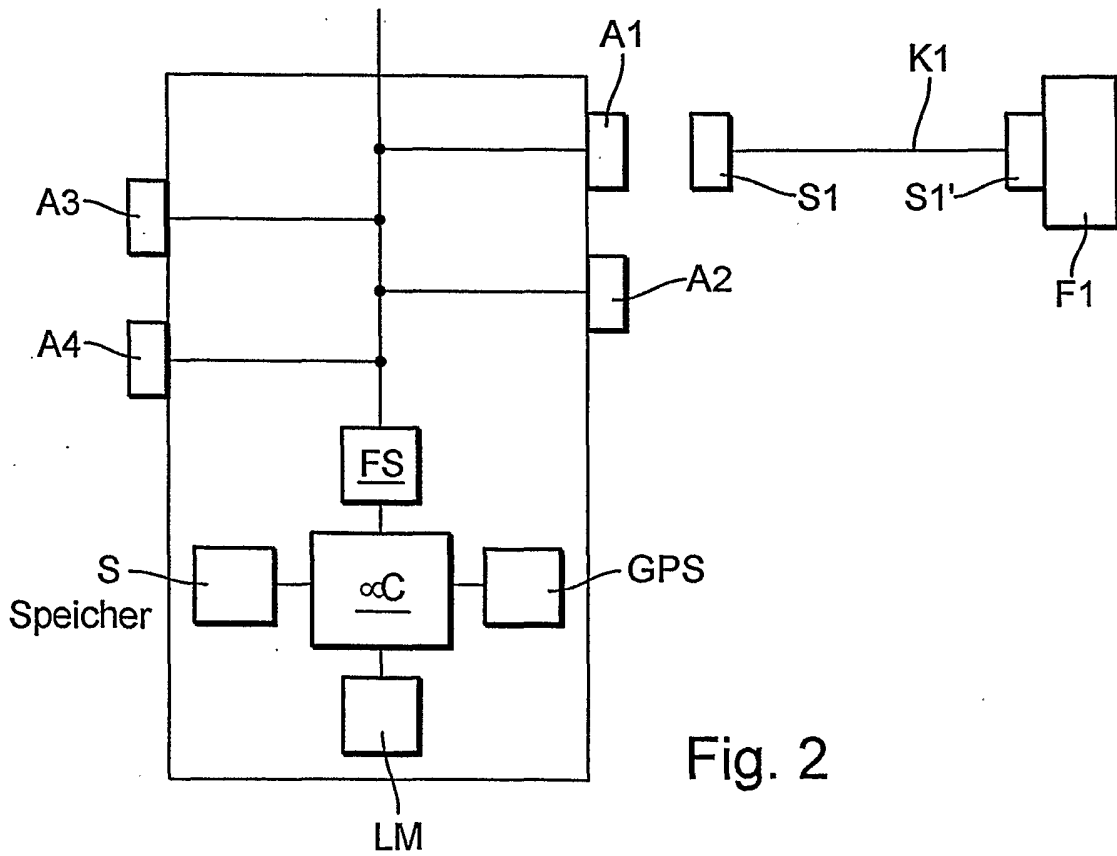 A1
K1
A3
S1
S1'
A2
F1
A4
FS
S
Speicher
∝C
GPS
LM
Fig. 2